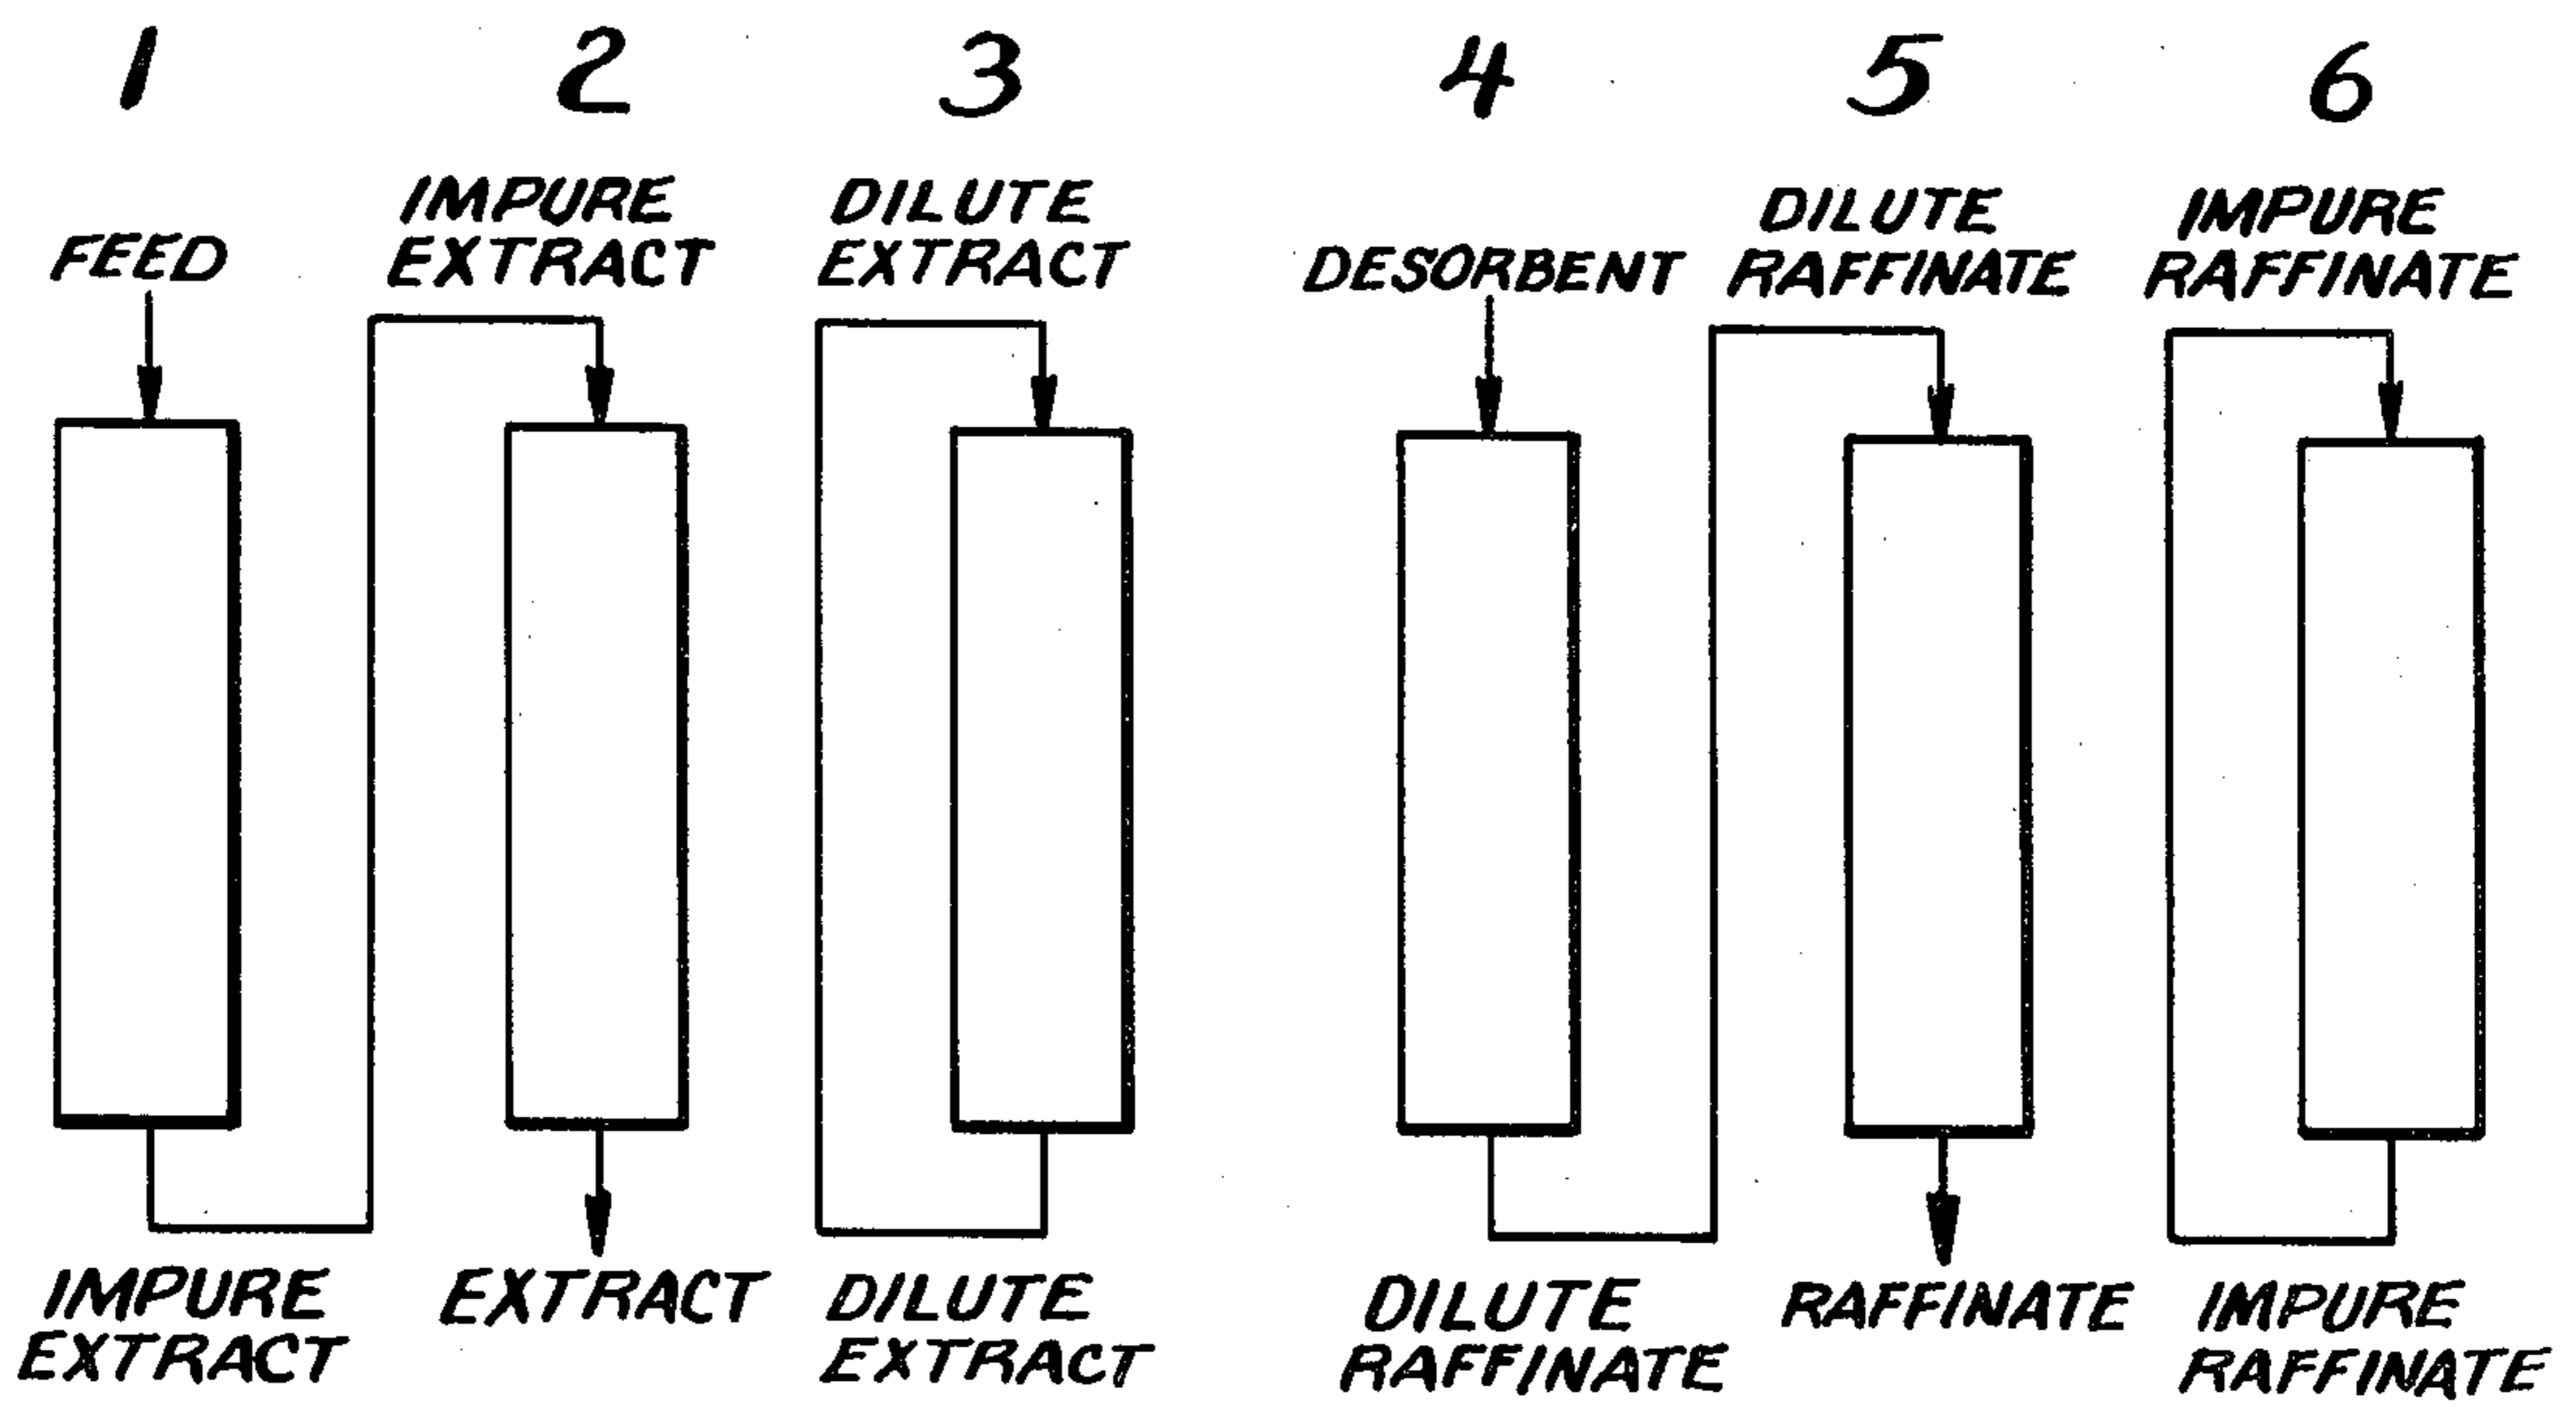 1 2 3 4 5 6
FEED
IMPURE
EXTRACT
DILUTE
EXTRACT
DESORBENT
DILUTE
RAFFINATE
IMPURE
RAFFINATE
IMPURE
EXTRACT
EXTRACT
DILUTE
EXTRACT
DILUTE
RAFFINATE
RAFFINATE
IMPURE
RAFFINATE